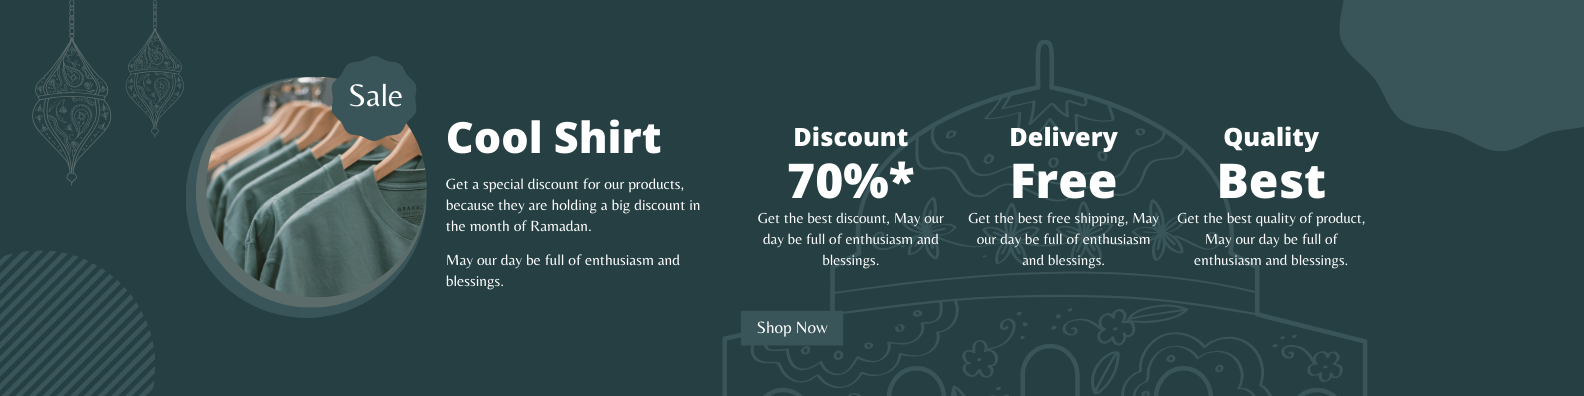 Sale
Cool Shirt
Get a special discount for our products,
because they are holding a big discount in
the month of Ramadan.
May our day be full of enthusiasm and
blessings.
Discount
70%*
Get the best discount, May our
day be full of enthusiasm and
blessings.
Delivery
Free
Get the best free shipping, May
our day be full of enthusiasm
and blessings.
Quality
Best
Get the best quality of product,
May our day be full of
enthusiasm and blessings.
Shop Now